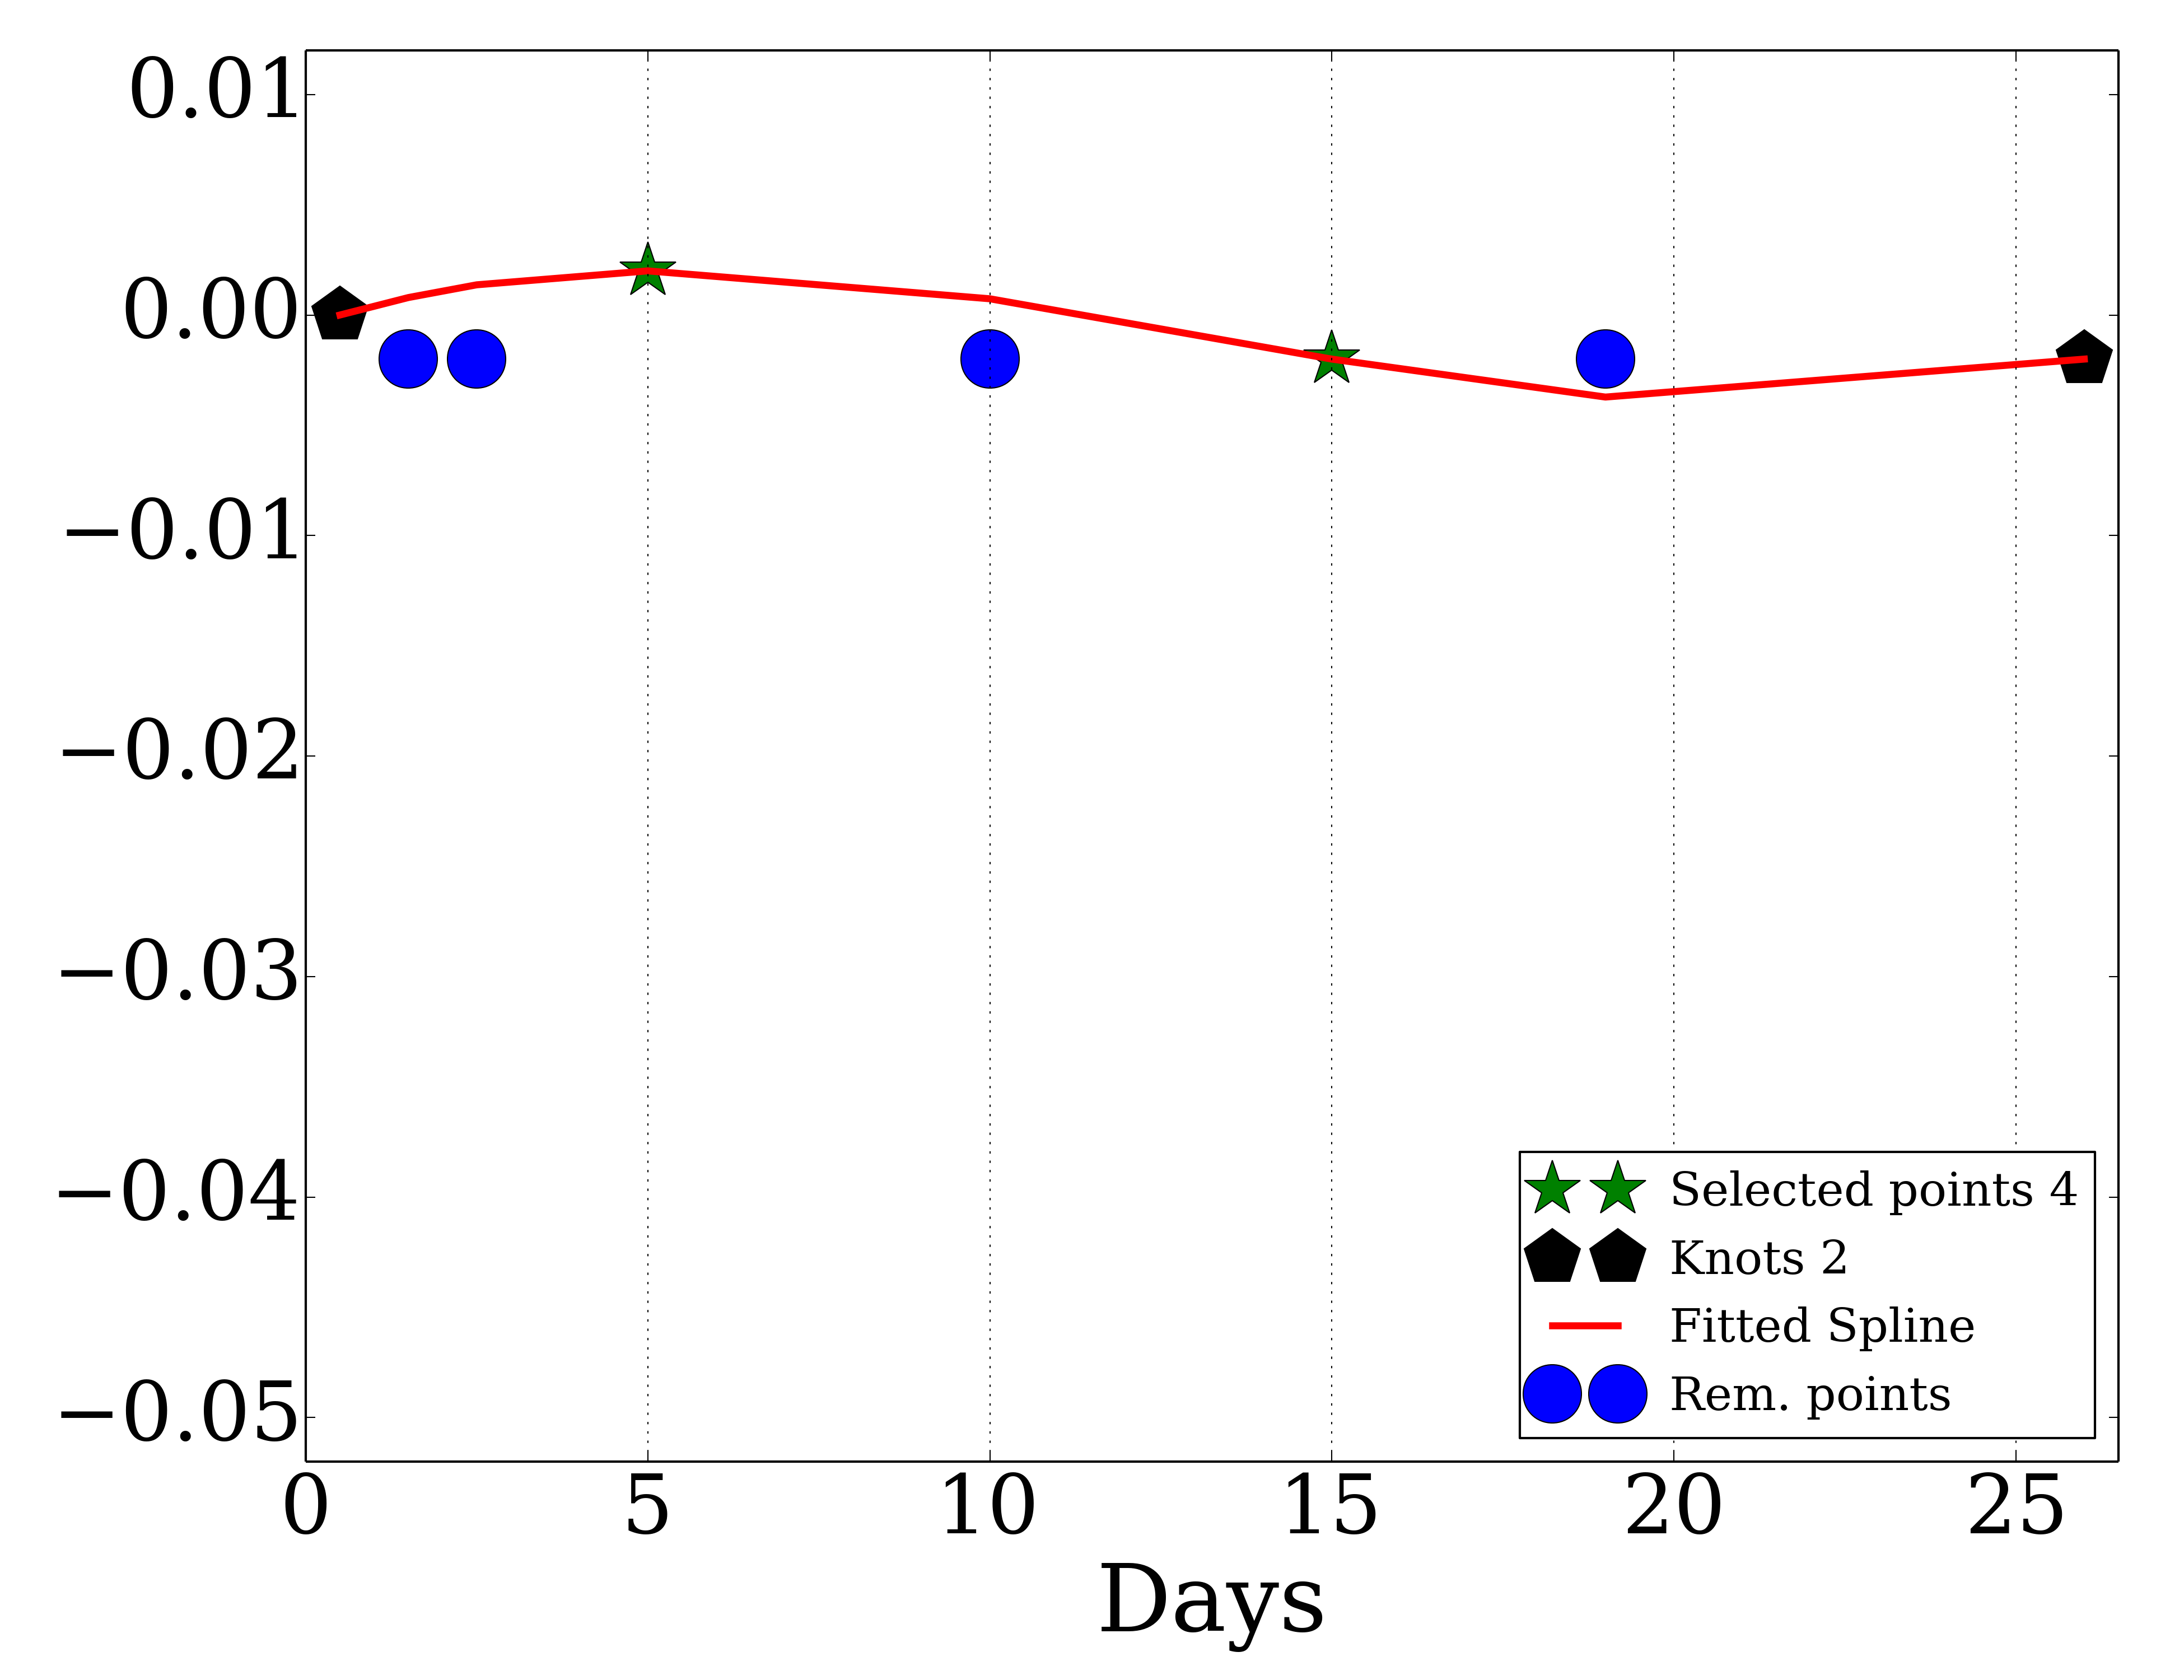 0.01
0.00
−0.01
−0.02
−0.03
−0.04
−0.05
Selected points 4
Knots 2
Fitted Spline
Rem. points
0 5 10 15 20 25
Days